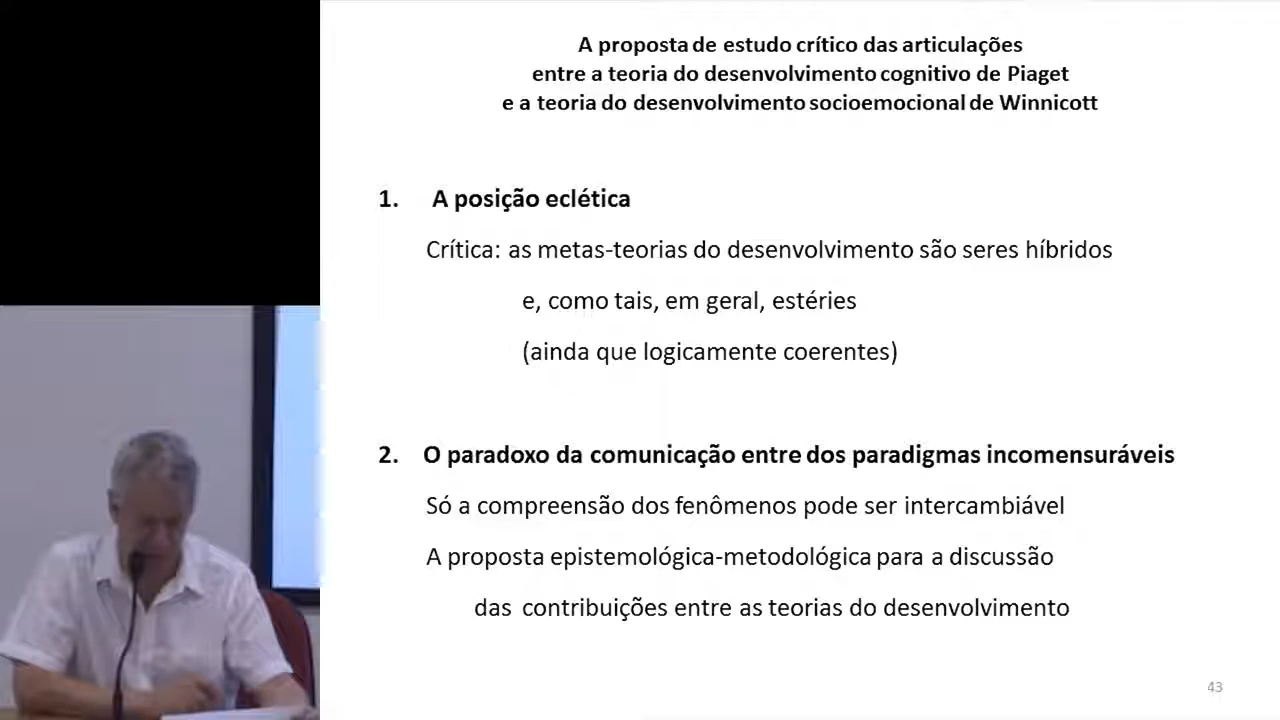 A proposta de estudo crítico das articulações
entre a teoria do desenvolvimento cognitivo de Piaget
e a teoria do desenvolvimento socioemocional de Winnicott
1. A posição eclética
Crítica: as metas-teorias do desenvolvimento são seres híbridos
e, como tais, em geral, estéries
(ainda que logicamente coerentes)
2. O paradoxo da comunicação entre dos paradigmas incomensuráveis
Só a compreensão dos fenômenos pode ser intercambiável
A proposta epistemológica-metodológica para a discussão
das contribuições entre as teorias do desenvolvimento
43